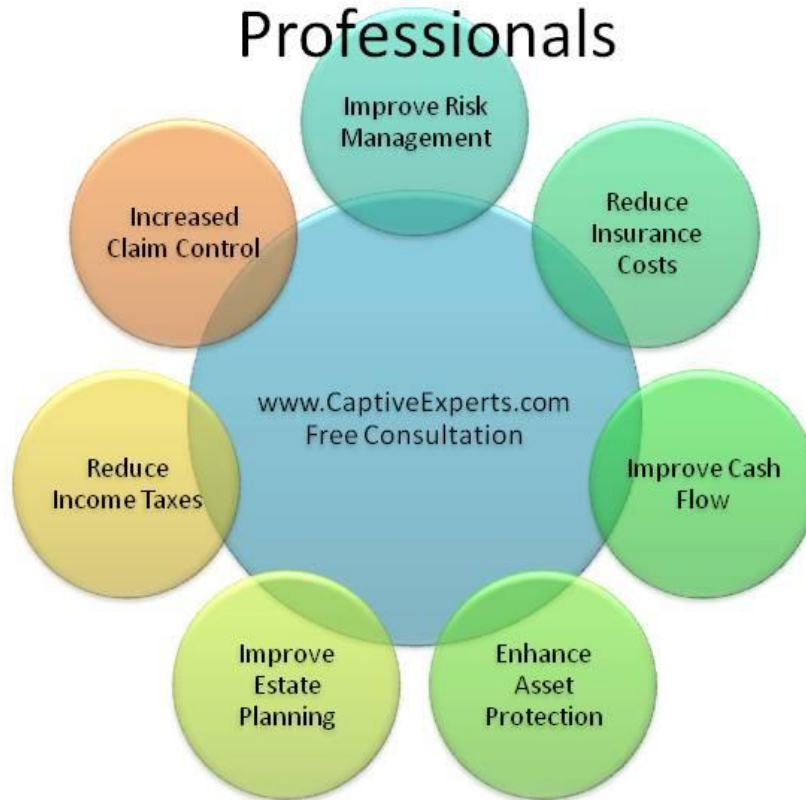 Professionals
Improve Risk
Management
Reduce
Insurance
Costs
Improve Cash
Flow
Enhance
Asset
Protection
Improve
Estate
Planning
Reduce
Income Taxes
Increased
Claim Control
www.CaptiveExperts.com
Free Consultation